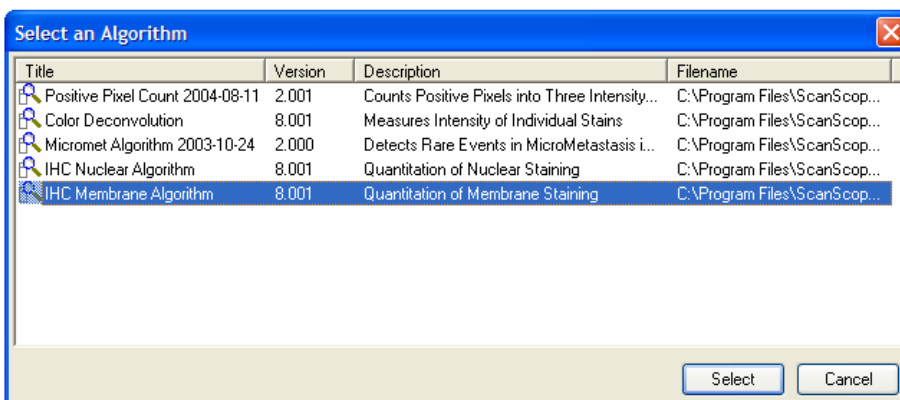 Select an Algorithm
Title Version Description Filename
Positive Pixel Count 2004-08-11 2.001 Counts Positive Pixels into Three Intensity... C:\Program Files\ScanScop...
Color Deconvolution 8.001 Measures Intensity of Individual Stains C:\Program Files\ScanScop...
Micromet Algorithm 2003-10-24 2.000 Detects Rare Events in MicroMetastasis i... C:\Program Files\ScanScop...
IHC Nuclear Algorithm 8.001 Quantitation of Nuclear Staining C:\Program Files\ScanScop...
IHC Membrane Algorithm 8.001 Quantitation of Membrane Staining C:\Program Files\ScanScop...
Select Cancel